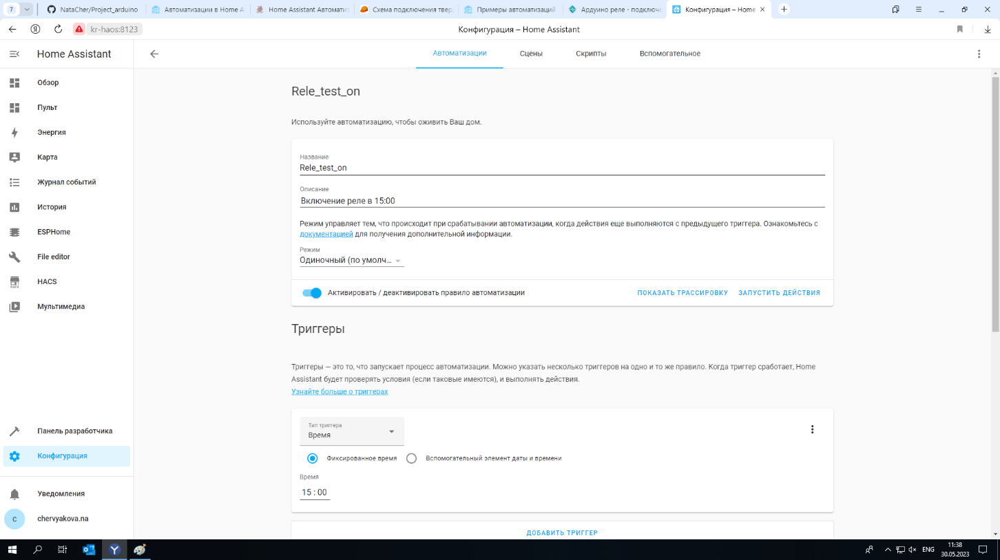 7
NataCher/Project_arduino
Автоматизации в Home A
Home Assistant Автоматиз
Схема подключения твер.
Примеры автоматизаций
Ардуино реле - подключе
Конфигурация – Home
kr-haos:8123
Конфигурация – Home Assistant
Home Assistant
Автоматизации
Сцены
Скрипты
Вспомогательное
Обзор
Пульт
Энергия
Карта
Журнал событий
История
ESPHome
File editor
HACS
Мультимедиа
Панель разработчика
Конфигурация
Уведомления
c
chervyakova.na
Rele_test_on
Используйте автоматизацию, чтобы оживить Ваш дом.
Название
Rele_test_on
Описание
Включение реле в 15:00
Режим управляет тем, что происходит при срабатывании автоматизации, когда действия еще выполняются с предыдущего триггера. Ознакомьтесь с
документацией для получения дополнительной информации.
Режим
Одиночный (по умолч...
Активировать / деактивировать правило автоматизации
ПОКАЗАТЬ ТРАССИРОВКУ
ЗАПУСТИТЬ ДЕЙСТВИЯ
Триггеры
Триггеры — это то, что запускает процесс автоматизации. Можно указать несколько триггеров на одно и то же правило. Когда триггер сработает, Home
Assistant будет проверять условия (если таковые имеются), и выполнять действия.
Узнайте больше о триггерах
Тип триггера
Время
Фиксированное время
Вспомогательный элемент даты и времени
Время
15 : 00
ДОБАВИТЬ ТРИГГЕР
ENG
11:38
30.05.2023